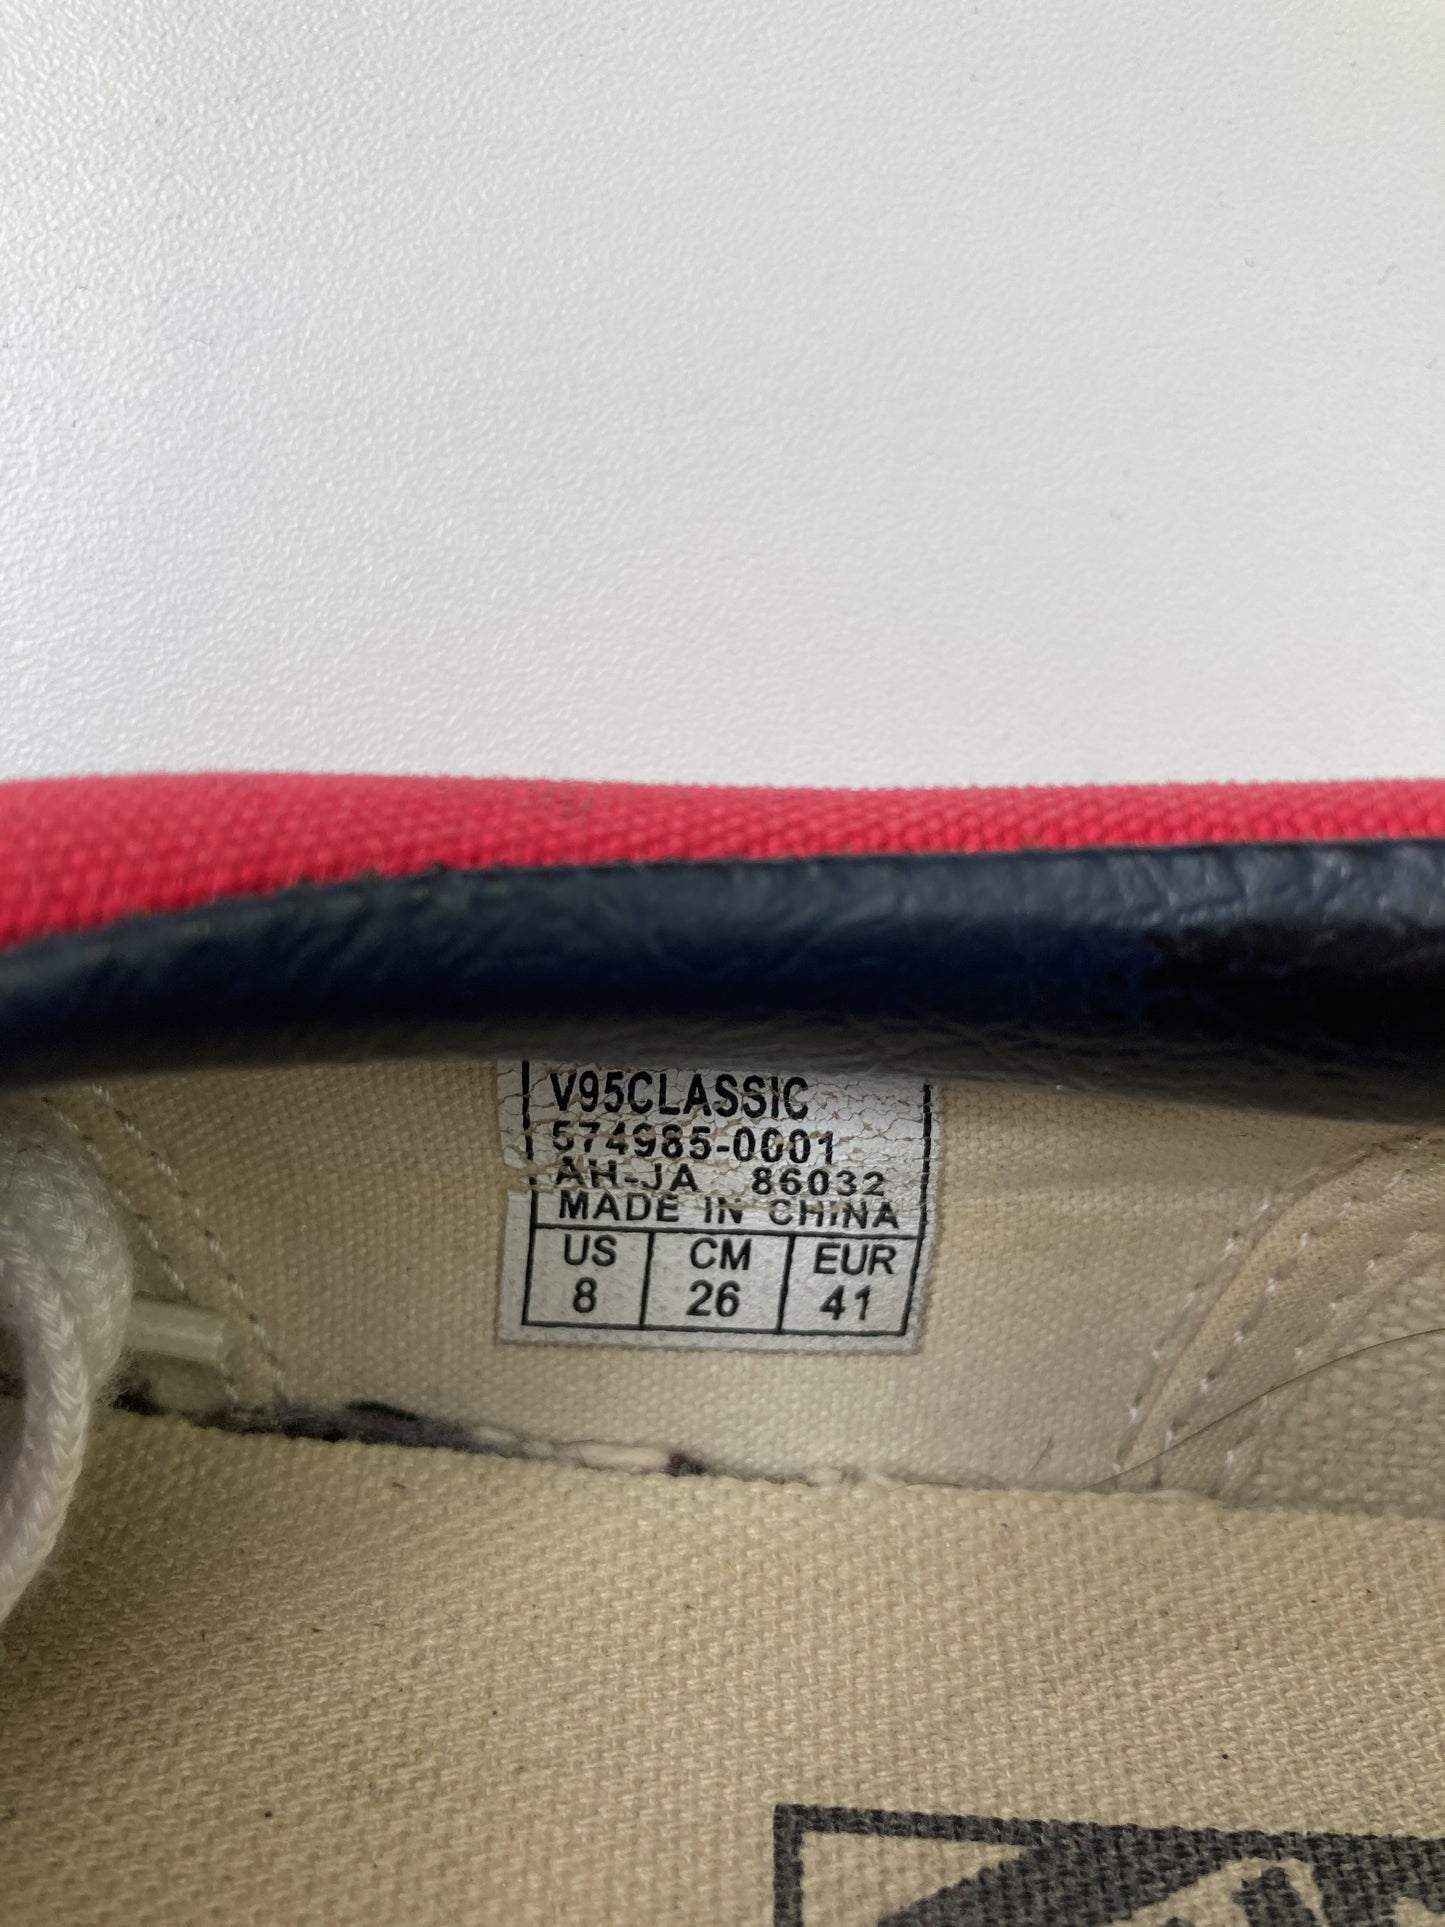 V95CLASSIC
574985-0001
AH-JA 86032
MADE IN CHINA
US CM EUR
8 26 41